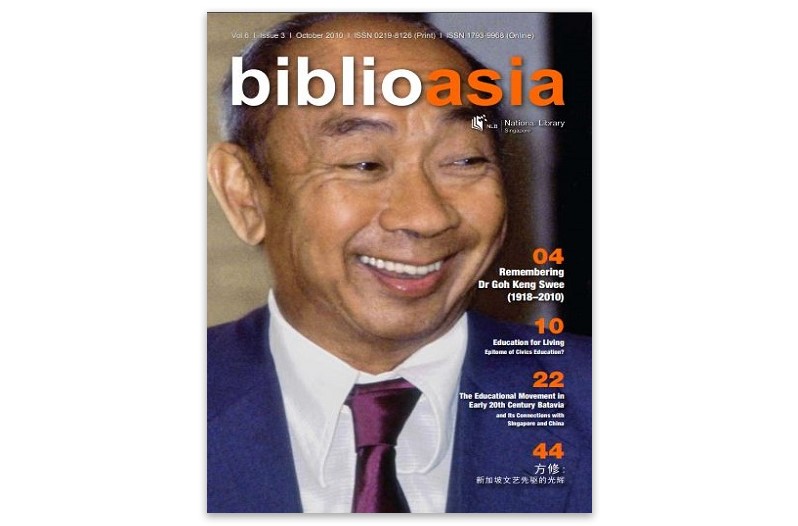 Vol 6 I Issue 3 I October 2010 I ISSN 0219-8126 (Print) I ISSN 1793-9968 (Online)
biblioasia
NLB National Library
Singapore
04
Remembering
Dr Goh Keng Swee
(1918–2010)
10
Education for Living
Epitome of Civics Education?
22
The Educational Movement in
Early 20th Century Batavia
and Its Connections with
Singapore and China
44
方修:
新加坡文艺先驱的光辉